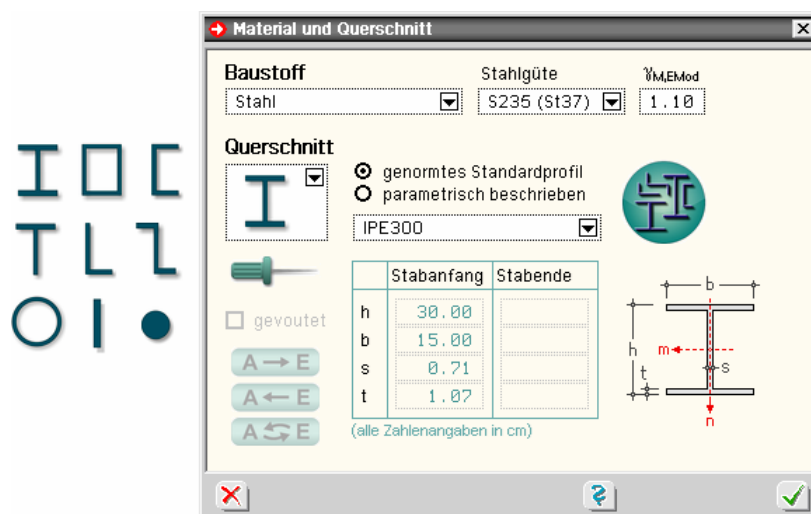 Material und Querschnitt
Baustoff Stahlgüte γM,EMod
Stahl S235 (St37) 1.10
Querschnitt
genormtes Standardprofil
parametrisch beschrieben
IPE300
Stabanfang Stabende
gevoutet
h 30.00
b 15.00
s 0.71
t 1.07
A → E
A ← E
A ⇆ E
(alle Zahlenangaben in cm)
b
h m s
t
n